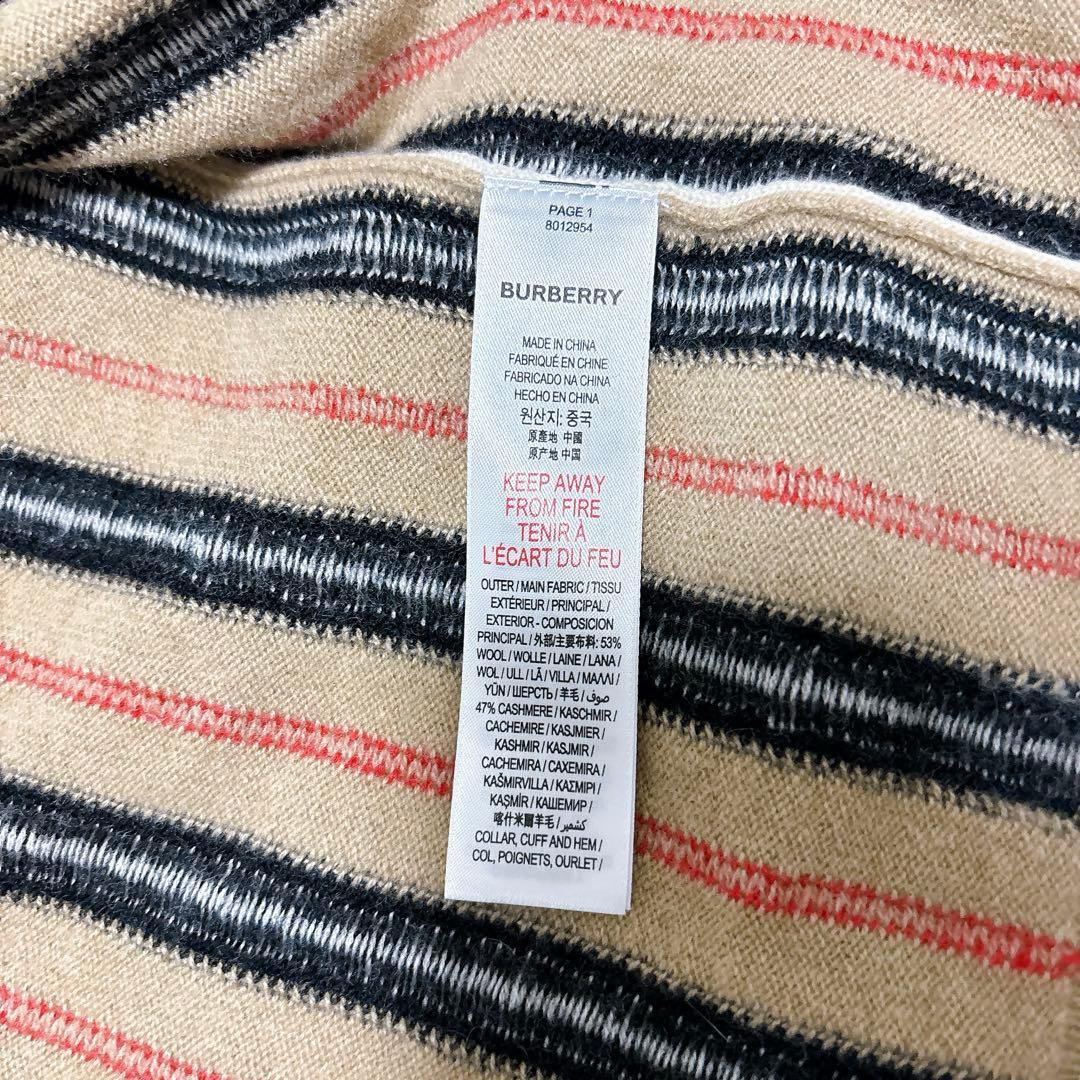 PAGE 1
8012954
BURBERRY
MADE IN CHINA
FABRIQUÉ EN CHINE
FABRICADO NA CHINA
HECHO EN CHINA
원산지: 중국
原產地 中國
原产地 中国
KEEP AWAY
FROM FIRE
TENIR À
L'ÉCART DU FEU
OUTER / MAIN FABRIC / TISSU
EXTÉRIEUR / PRINCIPAL /
EXTERIOR - COMPOSICION
PRINCIPAL / 外部/主要布料: 53%
WOOL / WOLLE / LAINE / LANA /
WOL / ULL / LÃ / VILLA / ΜΑΛΛΙ /
YÜN / ШЕРСТЬ / 羊毛 / صوف /
47% CASHMERE / KASCHMIR /
CACHEMIRE / KASJMIER /
KASHMIR / KASJMIR /
CACHEMIRA / CAXEMIRA /
KAŠMIRVILLA / ΚΑΣΜΙΡΙ /
KAŞMİR / КАШЕМИР /
喀什米爾羊毛 / كشمير /
COLLAR, CUFF AND HEM /
COL, POIGNETS, OURLET /